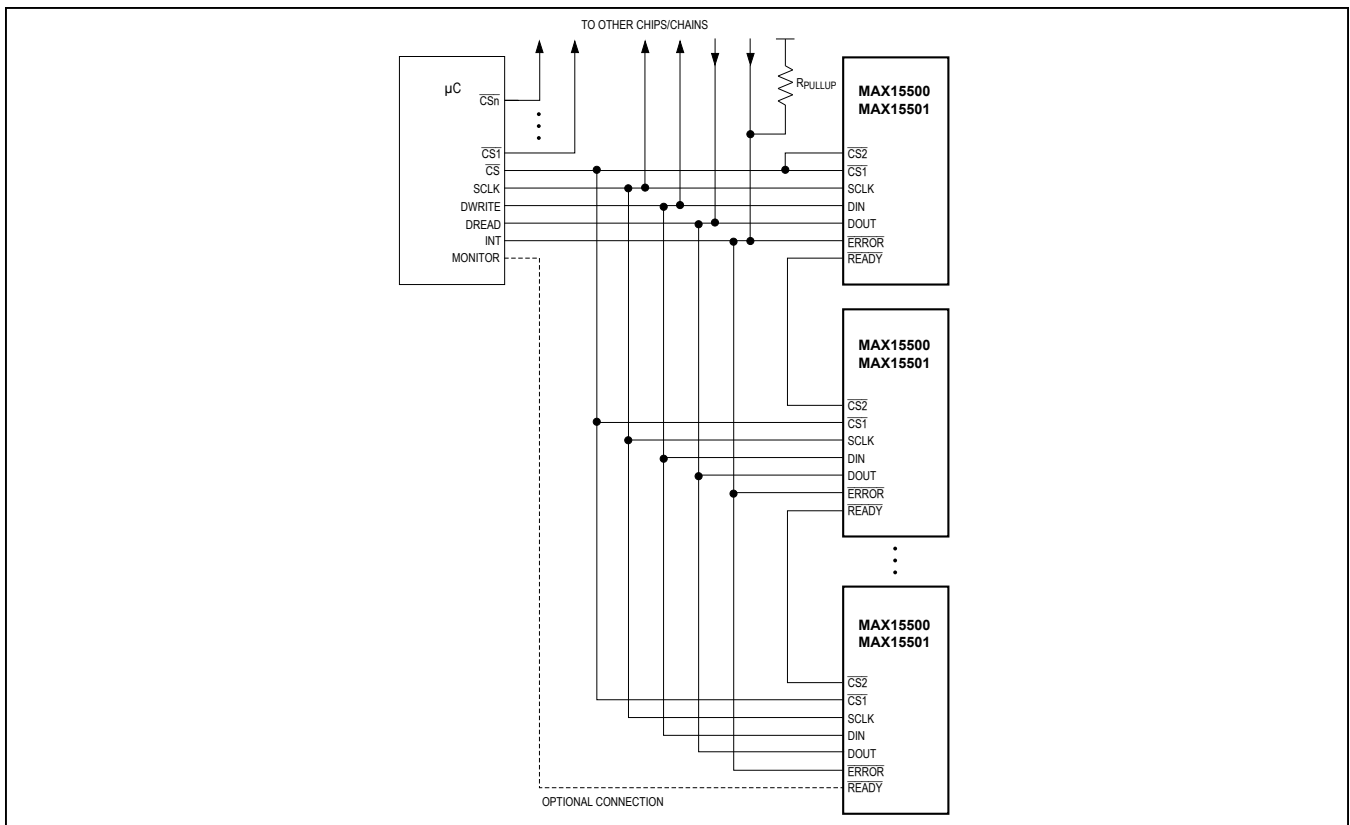 TO OTHER CHIPS/CHAINS
µC
CSn
CS1
CS
SCLK
DWRITE
DREAD
INT
MONITOR
RPULLUP
MAX15500
MAX15501
CS2
CS1
SCLK
DIN
DOUT
ERROR
READY
MAX15500
MAX15501
CS2
CS1
SCLK
DIN
DOUT
ERROR
READY
MAX15500
MAX15501
CS2
CS1
SCLK
DIN
DOUT
ERROR
READY
OPTIONAL CONNECTION